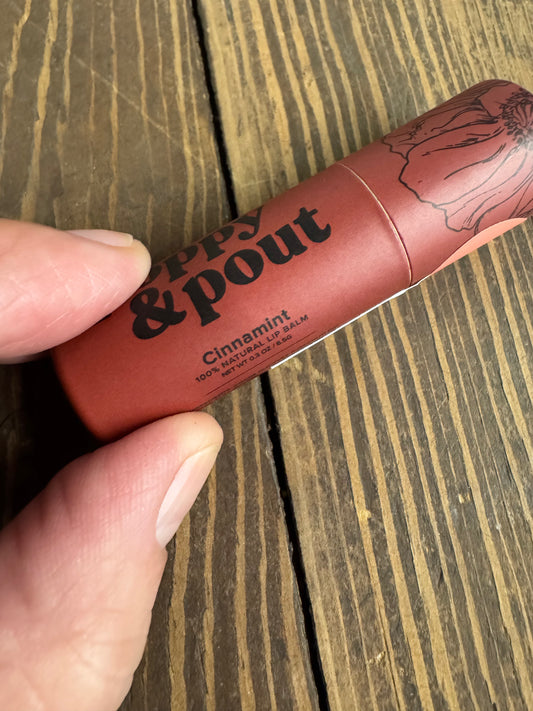 oppy
& pout
Cinnamint
100% NATURAL LIP BALM
NET WT 0.3 OZ / 8.5G